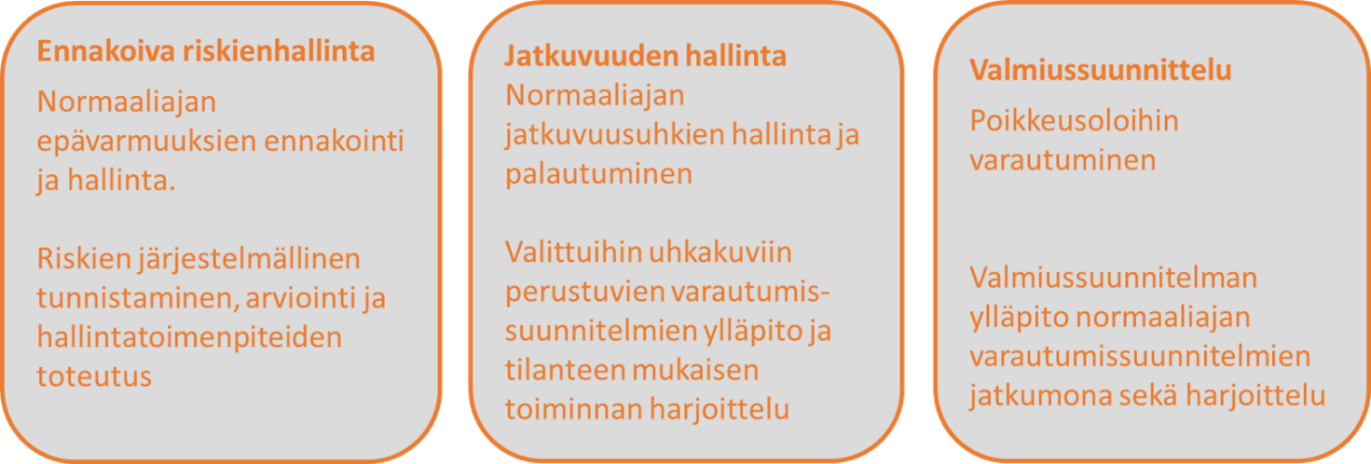 Ennakoiva riskienhallinta
Normaaliajan
epävarmuuksien ennakointi
ja hallinta.
Riskien järjestelmällinen
tunnistaminen, arviointi ja
hallintatoimenpiteiden
toteutus
Jatkuvuuden hallinta
Normaaliajan
jatkuvuusuhkien hallinta ja
palautuminen
Valittuihin uhkakuviin
perustuvien varautumis-
suunnitelmien ylläpito ja
tilanteen mukaisen
toiminnan harjoittelu
Valmiussuunnittelu
Poikkeusoloihin
varautuminen
Valmiussuunnitelman
ylläpito normaaliajan
varautumissuunnitelmien
jatkumona sekä harjoittelu